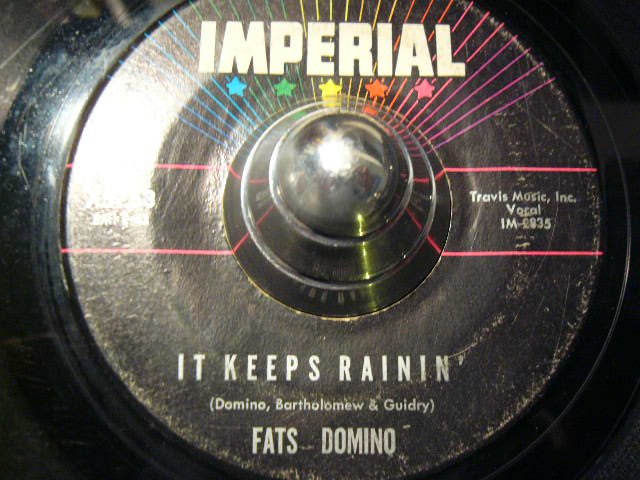 IMPERIAL
Travis Music, Inc.
Vocal
IM-2835
IT KEEPS RAININ'
(Domino, Bartholomew & Guidry)
FATS DOMINO